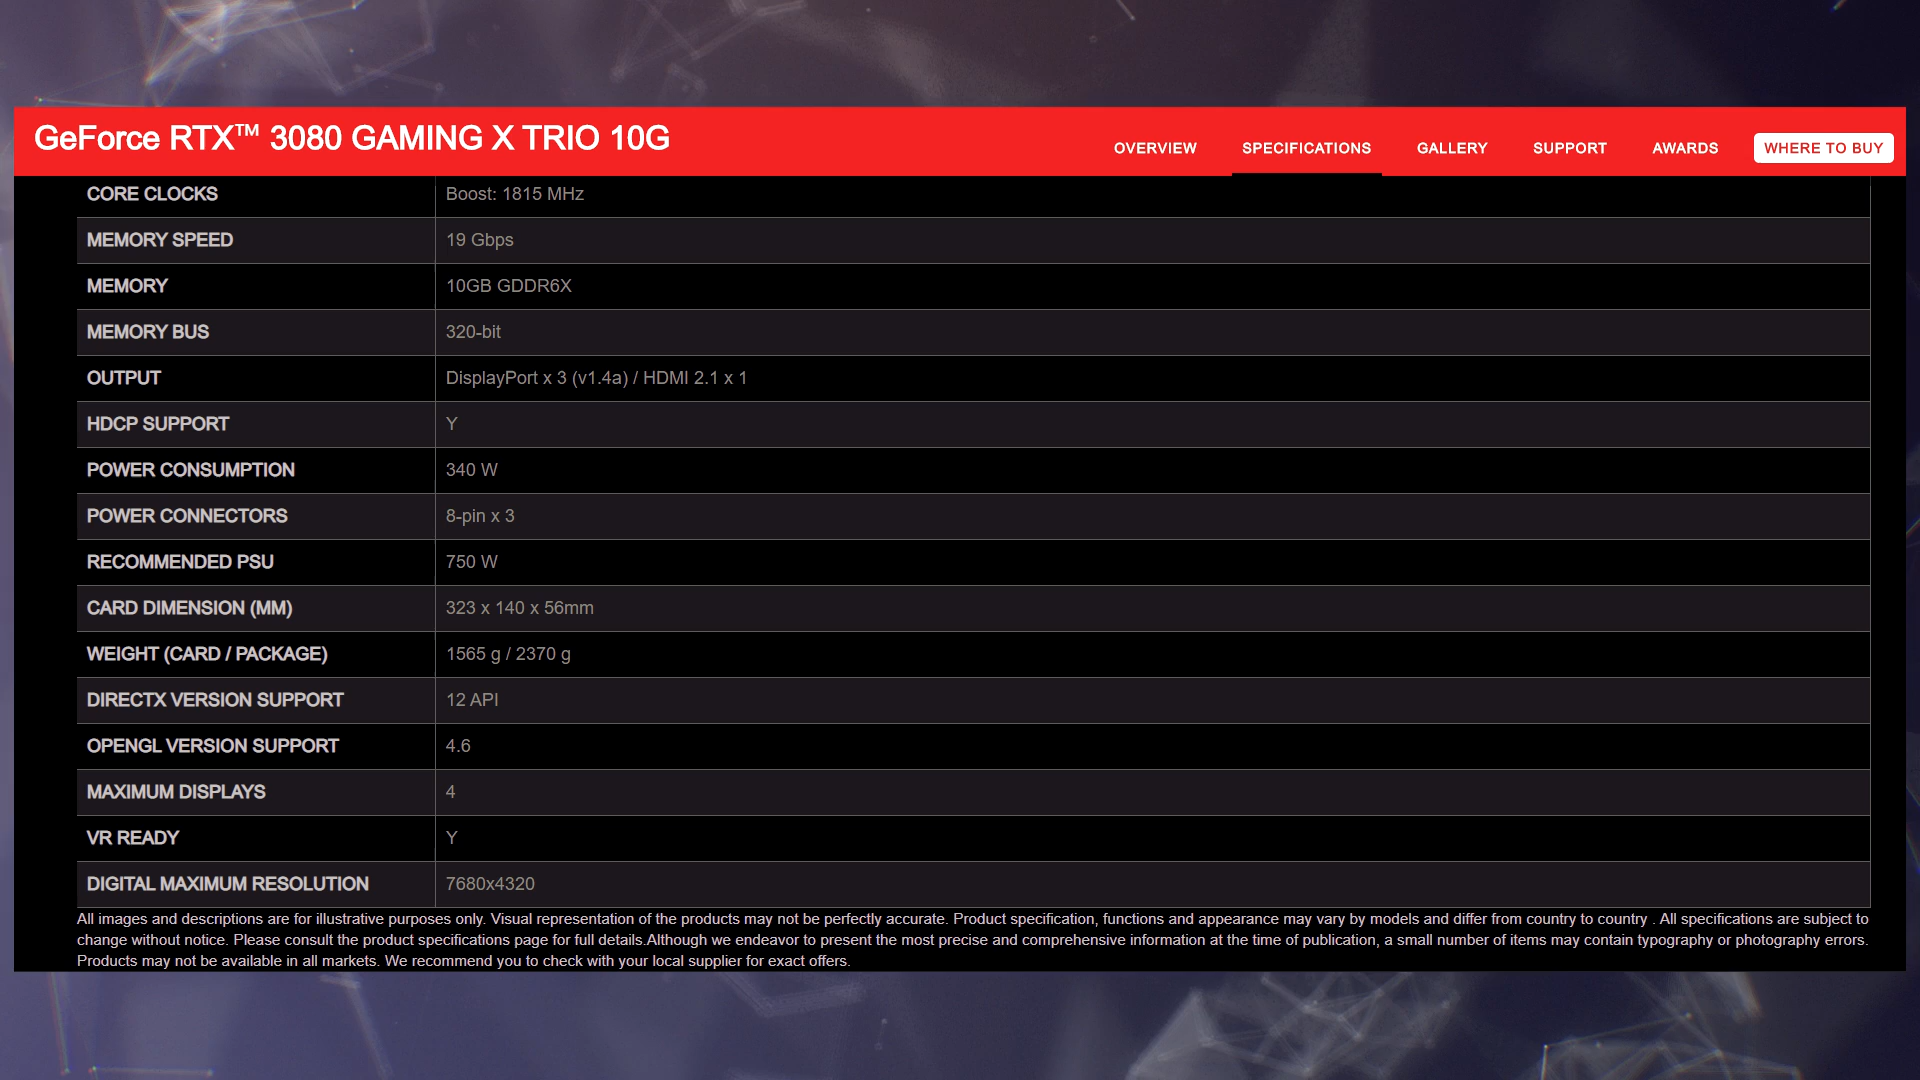 GeForce RTX™ 3080 GAMING X TRIO 10G
OVERVIEW SPECIFICATIONS GALLERY SUPPORT AWARDS WHERE TO BUY
CORE CLOCKS Boost: 1815 MHz
MEMORY SPEED 19 Gbps
MEMORY 10GB GDDR6X
MEMORY BUS 320-bit
OUTPUT DisplayPort x 3 (v1.4a) / HDMI 2.1 x 1
HDCP SUPPORT Y
POWER CONSUMPTION 340 W
POWER CONNECTORS 8-pin x 3
RECOMMENDED PSU 750 W
CARD DIMENSION (MM) 323 x 140 x 56mm
WEIGHT (CARD / PACKAGE) 1565 g / 2370 g
DIRECTX VERSION SUPPORT 12 API
OPENGL VERSION SUPPORT 4.6
MAXIMUM DISPLAYS 4
VR READY Y
DIGITAL MAXIMUM RESOLUTION 7680x4320
All images and descriptions are for illustrative purposes only. Visual representation of the products may not be perfectly accurate. Product specification, functions and appearance may vary by models and differ from country to country . All specifications are subject to
change without notice. Please consult the product specifications page for full details.Although we endeavor to present the most precise and comprehensive information at the time of publication, a small number of items may contain typography or photography errors.
Products may not be available in all markets. We recommend you to check with your local supplier for exact offers.